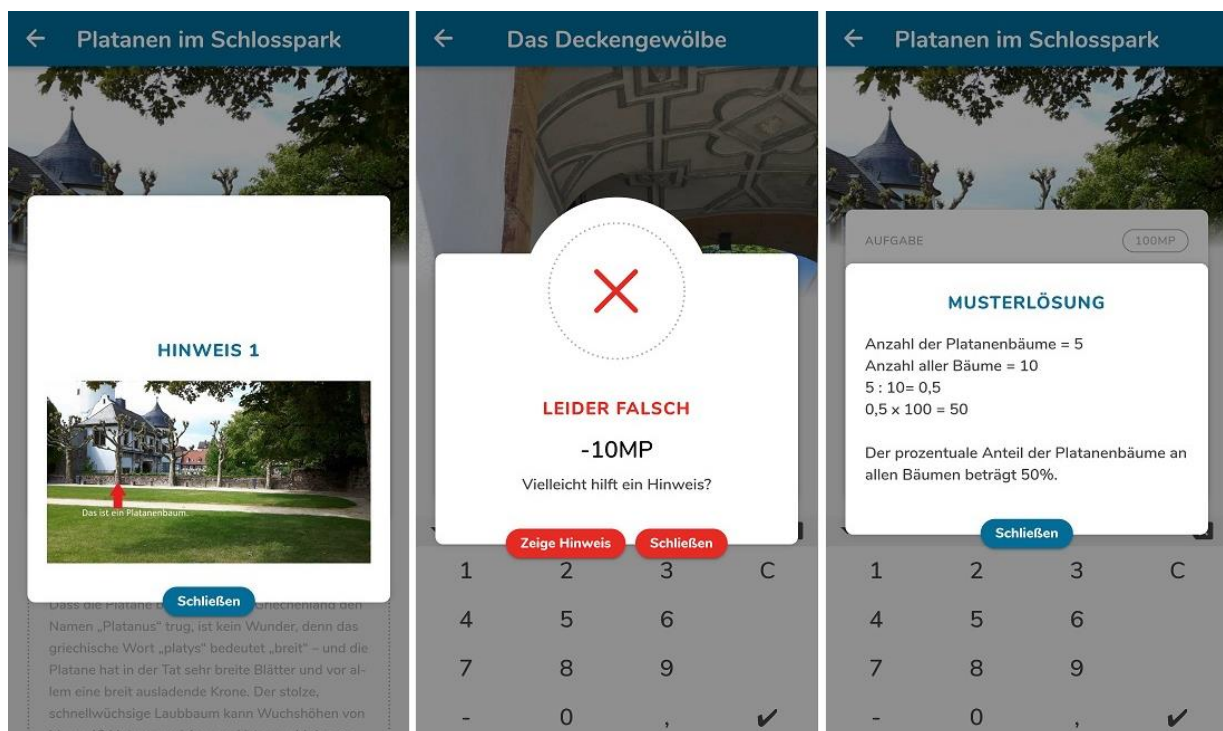 Platanen im Schlosspark
HINWEIS 1
Das ist ein Platanenbaum.
Schließen
Dass die Platane
Griechenland den
Namen „Platanus“ trug, ist kein Wunder, denn das
griechische Wort „platys“ bedeutet „breit“ – und die
Platane hat in der Tat sehr breite Blätter und vor al-
lem eine breit ausladende Krone. Der stolze,
schnellwüchsige Laubbaum kann Wuchshöhen von
Das Deckengewölbe
LEIDER FALSCH
-10MP
Vielleicht hilft ein Hinweis?
Zeige Hinweis
Schließen
1 2 3 C
4 5 6
7 8 9
- 0 , ✔
Platanen im Schlosspark
AUFGABE
100MP
MUSTERLÖSUNG
Anzahl der Platanenbäume = 5
Anzahl aller Bäume = 10
5 : 10= 0,5
0,5 x 100 = 50
Der prozentuale Anteil der Platanenbäume an
allen Bäumen beträgt 50%.
Schließen
1 2 3 C
4 5 6
7 8 9
- 0 , ✔